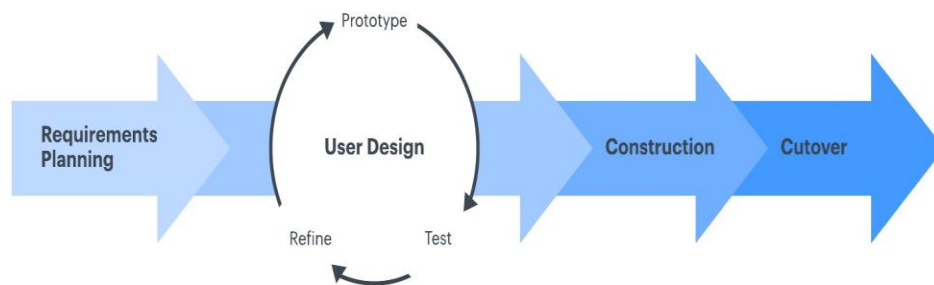 Prototype
Requirements
Planning
User Design
Construction
Cutover
Refine
Test